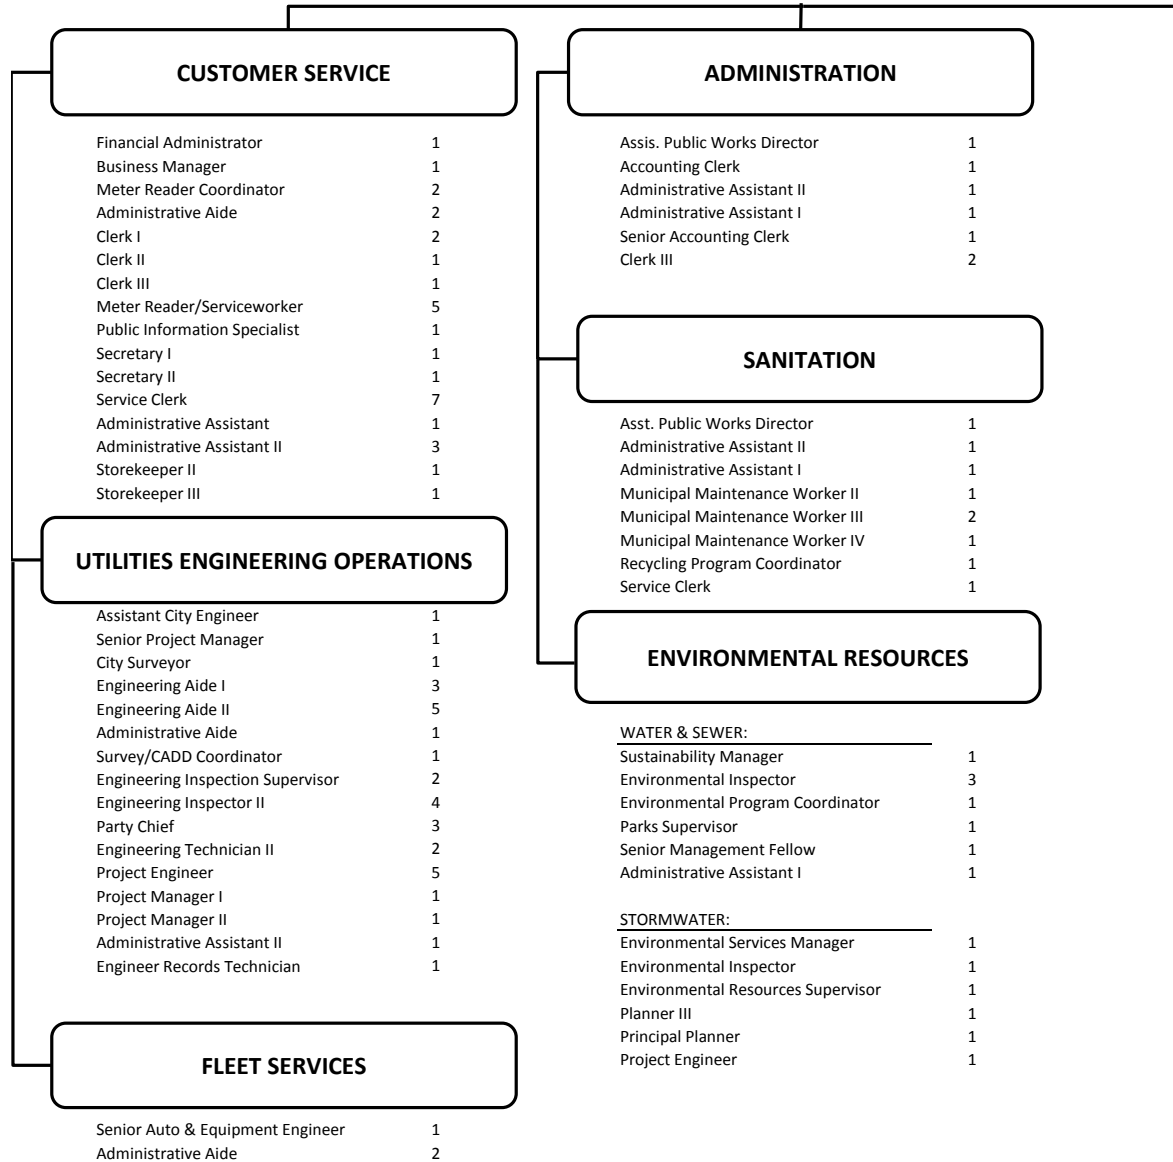 CUSTOMER SERVICE
Financial Administrator 1
Business Manager 1
Meter Reader Coordinator 2
Administrative Aide 2
Clerk I 2
Clerk II 1
Clerk III 1
Meter Reader/Serviceworker 5
Public Information Specialist 1
Secretary I 1
Secretary II 1
Service Clerk 7
Administrative Assistant 1
Administrative Assistant II 3
Storekeeper II 1
Storekeeper III 1
UTILITIES ENGINEERING OPERATIONS
Assistant City Engineer 1
Senior Project Manager 1
City Surveyor 1
Engineering Aide I 3
Engineering Aide II 5
Administrative Aide 1
Survey/CADD Coordinator 1
Engineering Inspection Supervisor 2
Engineering Inspector II 4
Party Chief 3
Engineering Technician II 2
Project Engineer 5
Project Manager I 1
Project Manager II 1
Administrative Assistant II 1
Engineer Records Technician 1
FLEET SERVICES
Senior Auto & Equipment Engineer 1
Administrative Aide 2
ADMINISTRATION
Assis. Public Works Director 1
Accounting Clerk 1
Administrative Assistant II 1
Administrative Assistant I 1
Senior Accounting Clerk 1
Clerk III 2
SANITATION
Asst. Public Works Director 1
Administrative Assistant II 1
Administrative Assistant I 1
Municipal Maintenance Worker II 1
Municipal Maintenance Worker III 2
Municipal Maintenance Worker IV 1
Recycling Program Coordinator 1
Service Clerk 1
ENVIRONMENTAL RESOURCES
WATER & SEWER:
Sustainability Manager 1
Environmental Inspector 3
Environmental Program Coordinator 1
Parks Supervisor 1
Senior Management Fellow 1
Administrative Assistant I 1
STORMWATER:
Environmental Services Manager 1
Environmental Inspector 1
Environmental Resources Supervisor 1
Planner III 1
Principal Planner 1
Project Engineer 1